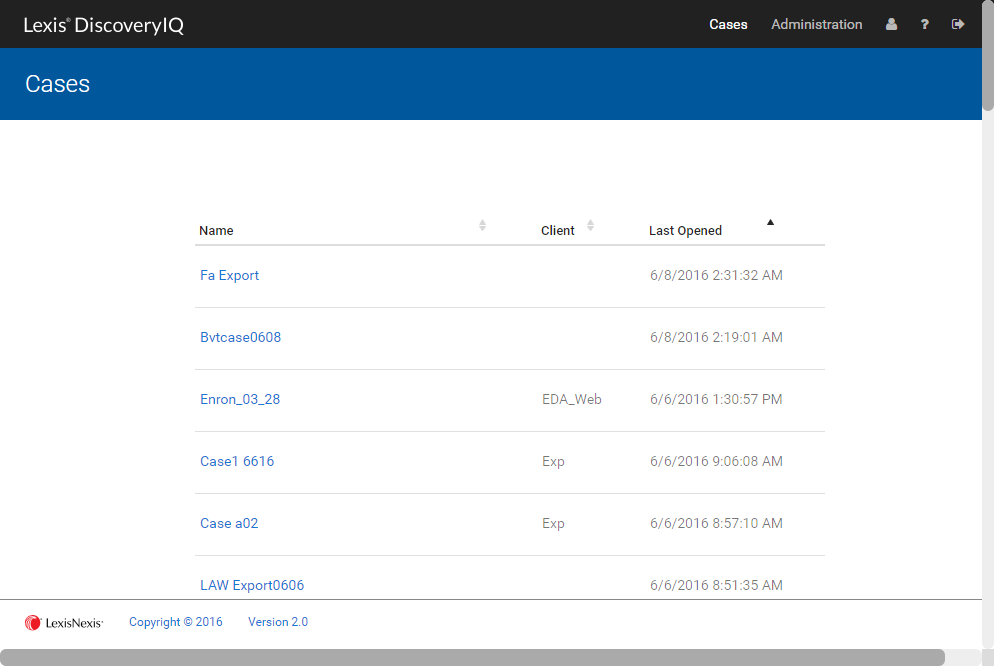 Lexis® DiscoveryIQ Cases Administration ?
Cases
Name Client Last Opened
Fa Export 6/8/2016 2:31:32 AM
Bvtcase0608 6/8/2016 2:19:01 AM
Enron_03_28 EDA_Web 6/6/2016 1:30:57 PM
Case1 6616 Exp 6/6/2016 9:06:08 AM
Case a02 Exp 6/6/2016 8:57:10 AM
LAW Export0606 6/6/2016 8:51:35 AM
LexisNexis® Copyright © 2016 Version 2.0